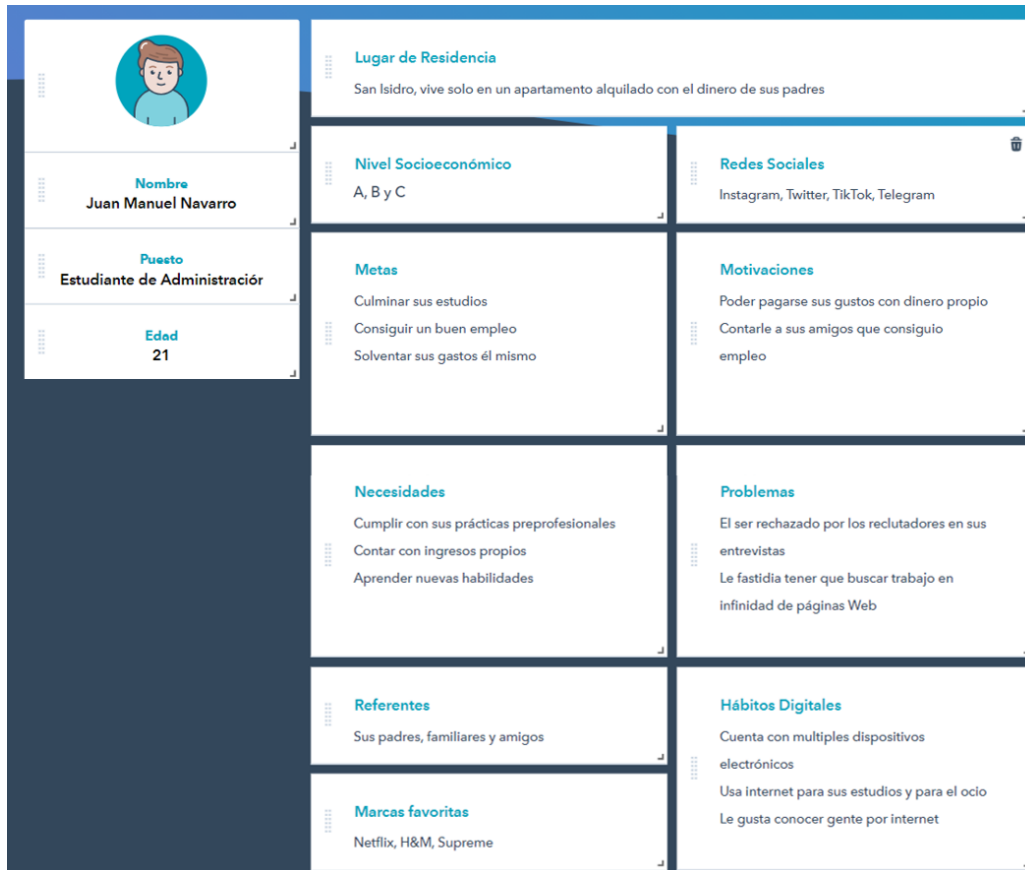 Nombre
Juan Manuel Navarro
Puesto
Estudiante de Administraciór
Edad
21
Lugar de Residencia
San Isidro, vive solo en un apartamento alquilado con el dinero de sus padres
Nivel Socioeconómico
A, B y C
Redes Sociales
Instagram, Twitter, TikTok, Telegram
Metas
Culminar sus estudios
Consiguir un buen empleo
Solventar sus gastos él mismo
Motivaciones
Poder pagarse sus gustos con dinero propio
Contarle a sus amigos que consiguio
empleo
Necesidades
Cumplir con sus prácticas preprofesionales
Contar con ingresos propios
Aprender nuevas habilidades
Problemas
El ser rechazado por los reclutadores en sus
entrevistas
Le fastidia tener que buscar trabajo en
infinidad de páginas Web
Referentes
Sus padres, familiares y amigos
Marcas favoritas
Netflix, H&M, Supreme
Hábitos Digitales
Cuenta con multiples dispositivos
electrónicos
Usa internet para sus estudios y para el ocio
Le gusta conocer gente por internet